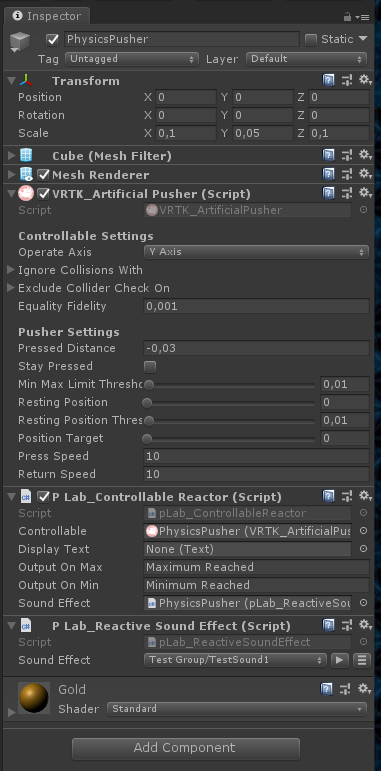 Inspector
PhysicsPusher Static
Tag Untagged Layer Default
Transform
Position X 0 Y 0 Z 0
Rotation X 0 Y 0 Z 0
Scale X 0,1 Y 0,05 Z 0,1
Cube (Mesh Filter)
Mesh Renderer
VRTK_Artificial Pusher (Script)
Script VRTK_ArtificialPusher
Controllable Settings
Operate Axis Y Axis
Ignore Collisions With
Exclude Collider Check On
Equality Fidelity 0,001
Pusher Settings
Pressed Distance -0,03
Stay Pressed
Min Max Limit Thresho 0,01
Resting Position 0
Resting Position Thres 0,01
Position Target 0
Press Speed 10
Return Speed 10
P Lab_Controllable Reactor (Script)
Script pLab_ControllableReactor
Controllable PhysicsPusher (VRTK_ArtificialPus
Display Text None (Text)
Output On Max Maximum Reached
Output On Min Minimum Reached
Sound Effect PhysicsPusher (pLab_ReactiveSou
P Lab_Reactive Sound Effect (Script)
Script pLab_ReactiveSoundEffect
Sound Effect Test Group/TestSound1
Gold
Shader Standard
Add Component